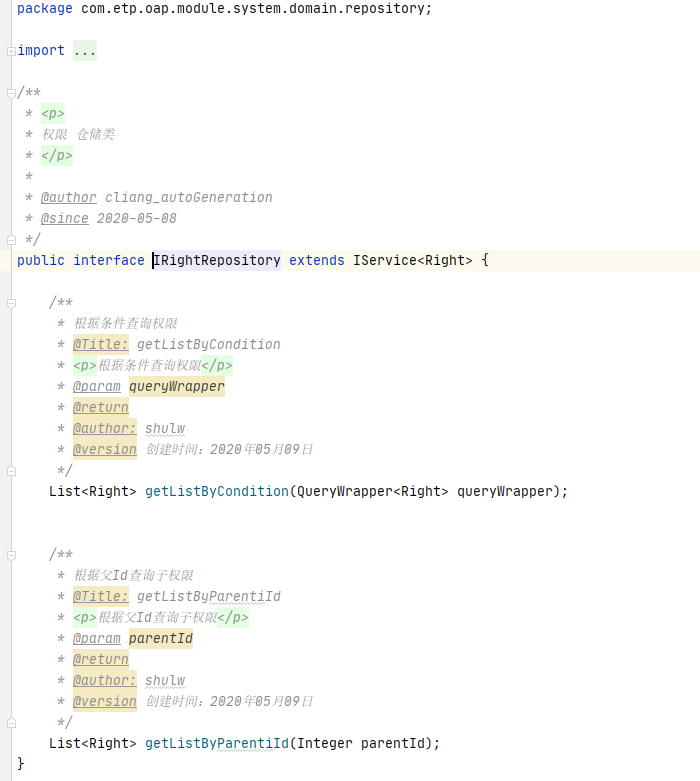 package com.etp.oap.module.system.domain.repository;
import ...
/**
* <p>
* 权限 仓储类
* </p>
*
* @author cliang_autoGeneration
* @since 2020-05-08
*/
public interface IRightRepository extends IService<Right> {
/**
* 根据条件查询权限
* @Title: getListByCondition
* <p>根据条件查询权限</p>
* @param queryWrapper
* @return
* @author: shulw
* @version 创建时间：2020年05月09日
*/
List<Right> getListByCondition(QueryWrapper<Right> queryWrapper);
/**
* 根据父Id查询子权限
* @Title: getListByParentiId
* <p>根据父Id查询子权限</p>
* @param parentId
* @return
* @author: shulw
* @version 创建时间：2020年05月09日
*/
List<Right> getListByParentiId(Integer parentId);
}